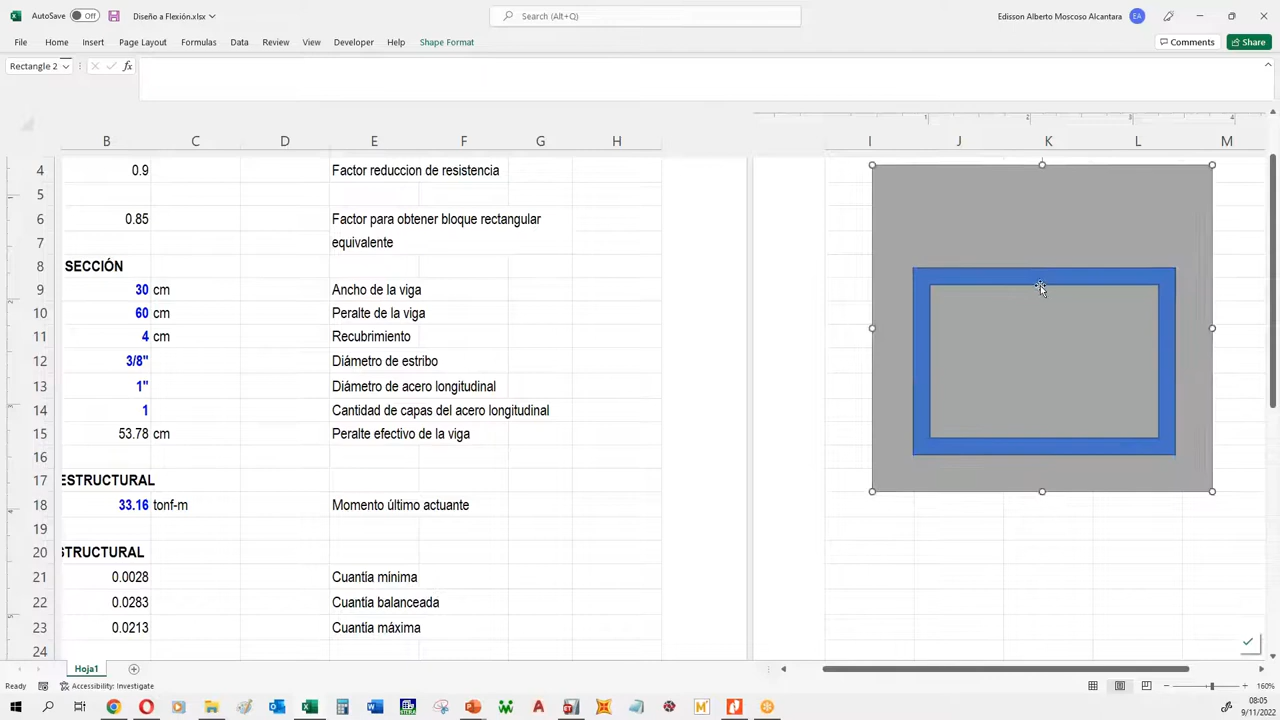 AutoSave Off Diseño a Flexión.xlsx Search (Alt+Q) Edisson Alberto Moscoso Alcantara EA
File Home Insert Page Layout Formulas Data Review View Developer Help Shape Format Comments Share
Rectangle 2 fx
1 2 3 4
B C D E F G H I J K L M
4 0.9 Factor reduccion de resistencia
5
6 0.85 Factor para obtener bloque rectangular
7 equivalente
8 SECCIÓN
9 30 cm Ancho de la viga
10 60 cm Peralte de la viga
11 4 cm Recubrimiento
12 3/8" Diámetro de estribo
13 1" Diámetro de acero longitudinal
14 1 Cantidad de capas del acero longitudinal
15 53.78 cm Peralte efectivo de la viga
16
17 ESTRUCTURAL
18 33.16 tonf-m Momento último actuante
19
20 STRUCTURAL
21 0.0028 Cuantía mínima
22 0.0283 Cuantía balanceada
23 0.0213 Cuantía máxima
24
Hoja1
Ready Accessibility: Investigate 160%
08:05
9/11/2022